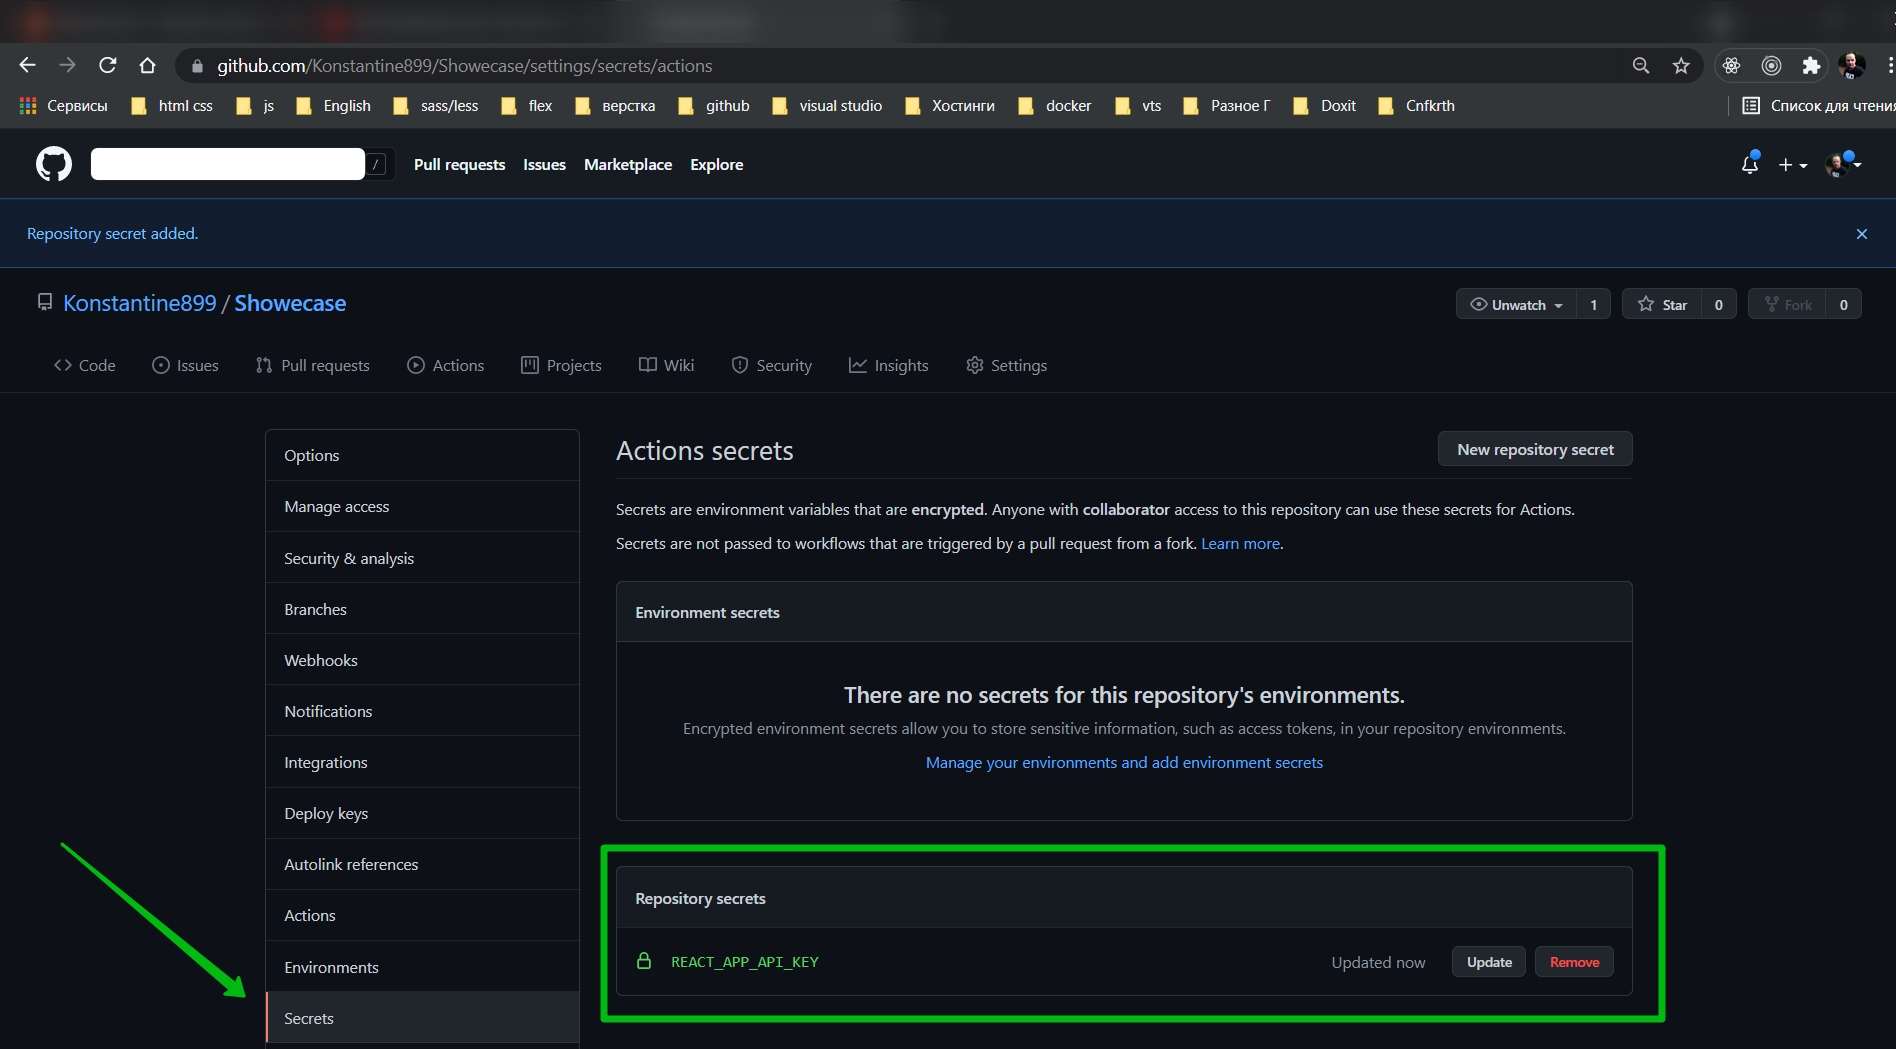 github.com/Konstantine899/Showecase/settings/secrets/actions
Сервисы html css js English sass/less flex верстка github visual studio Хостинги docker vts Разное Г Doxit Cnfkrth Список для чтения
/ Pull requests Issues Marketplace Explore
Repository secret added.
Konstantine899 / Showecase
Unwatch 1 Star 0 Fork 0
Code Issues Pull requests Actions Projects Wiki Security Insights Settings
Options
Manage access
Security & analysis
Branches
Webhooks
Notifications
Integrations
Deploy keys
Autolink references
Actions
Environments
Secrets
Actions secrets
New repository secret
Secrets are environment variables that are encrypted. Anyone with collaborator access to this repository can use these secrets for Actions.
Secrets are not passed to workflows that are triggered by a pull request from a fork. Learn more.
Environment secrets
There are no secrets for this repository's environments.
Encrypted environment secrets allow you to store sensitive information, such as access tokens, in your repository environments.
Manage your environments and add environment secrets
Repository secrets
REACT_APP_API_KEY Updated now Update Remove